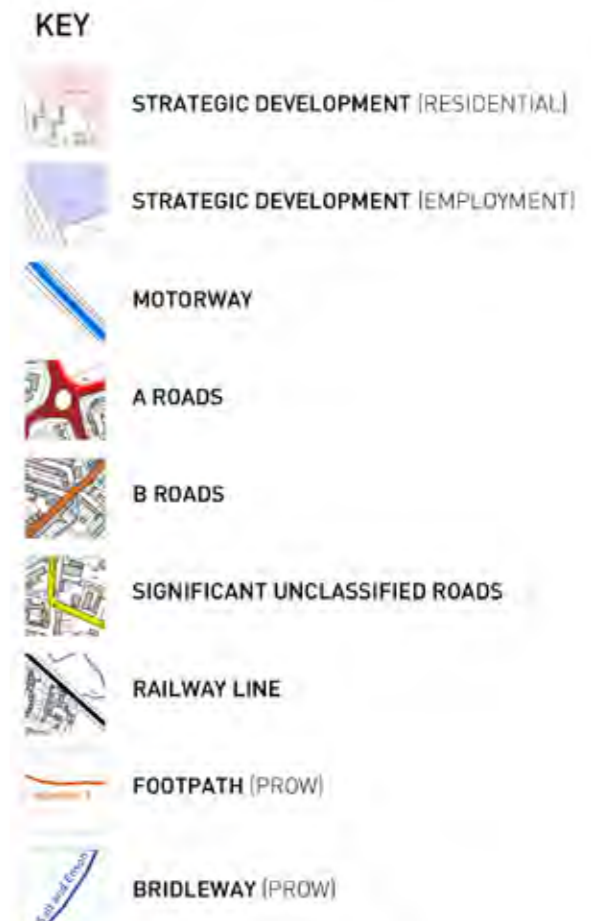 KEY
STRATEGIC DEVELOPMENT (RESIDENTIAL)
STRATEGIC DEVELOPMENT (EMPLOYMENT)
MOTORWAY
A ROADS
B ROADS
SIGNIFICANT UNCLASSIFIED ROADS
RAILWAY LINE
FOOTPATH (PROW)
BRIDLEWAY (PROW)